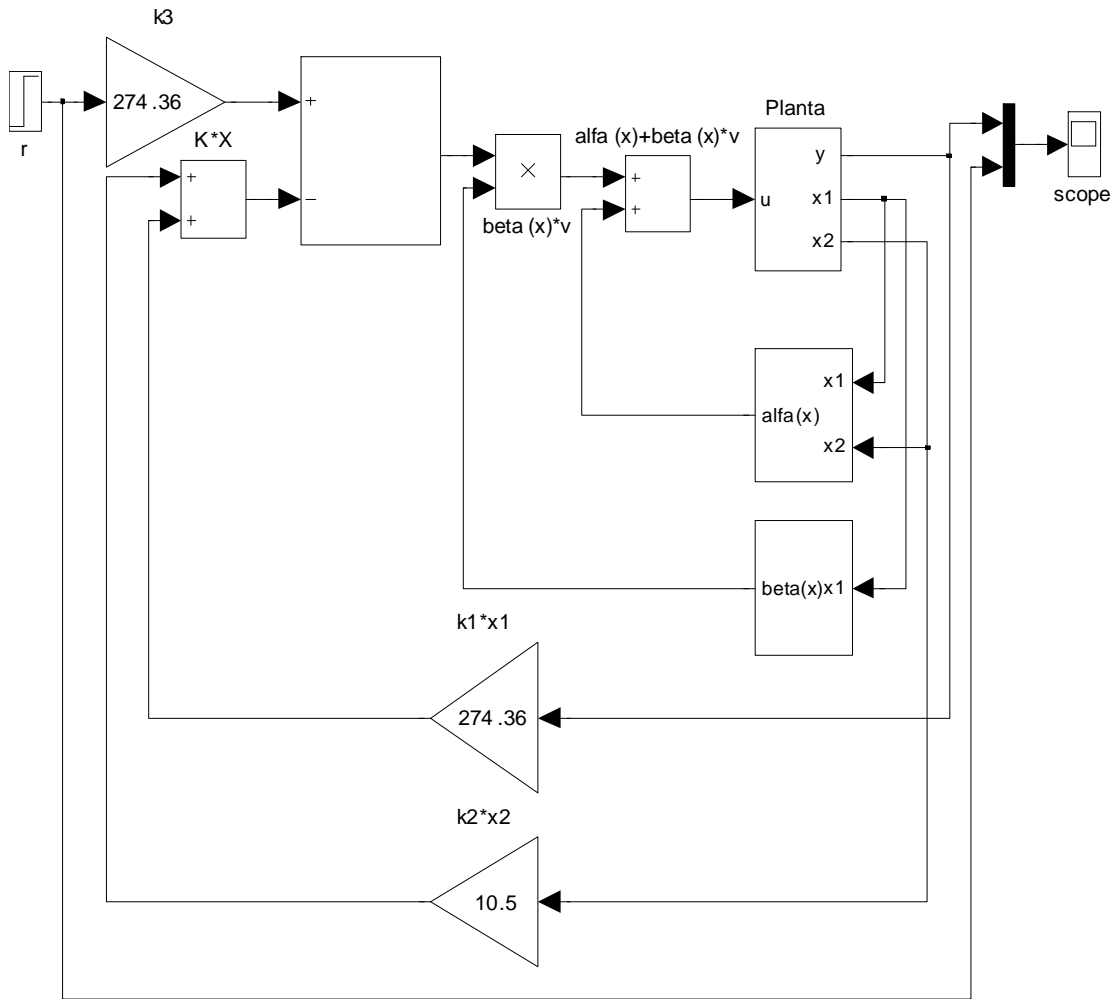 k3
274.36
r
K*X
+
+
+
−
×
beta (x)*v
alfa (x)+beta (x)*v
+
+
Planta
u
y
x1
x2
scope
x1
alfa(x)
x2
beta(x)x1
k1*x1
274.36
k2*x2
10.5